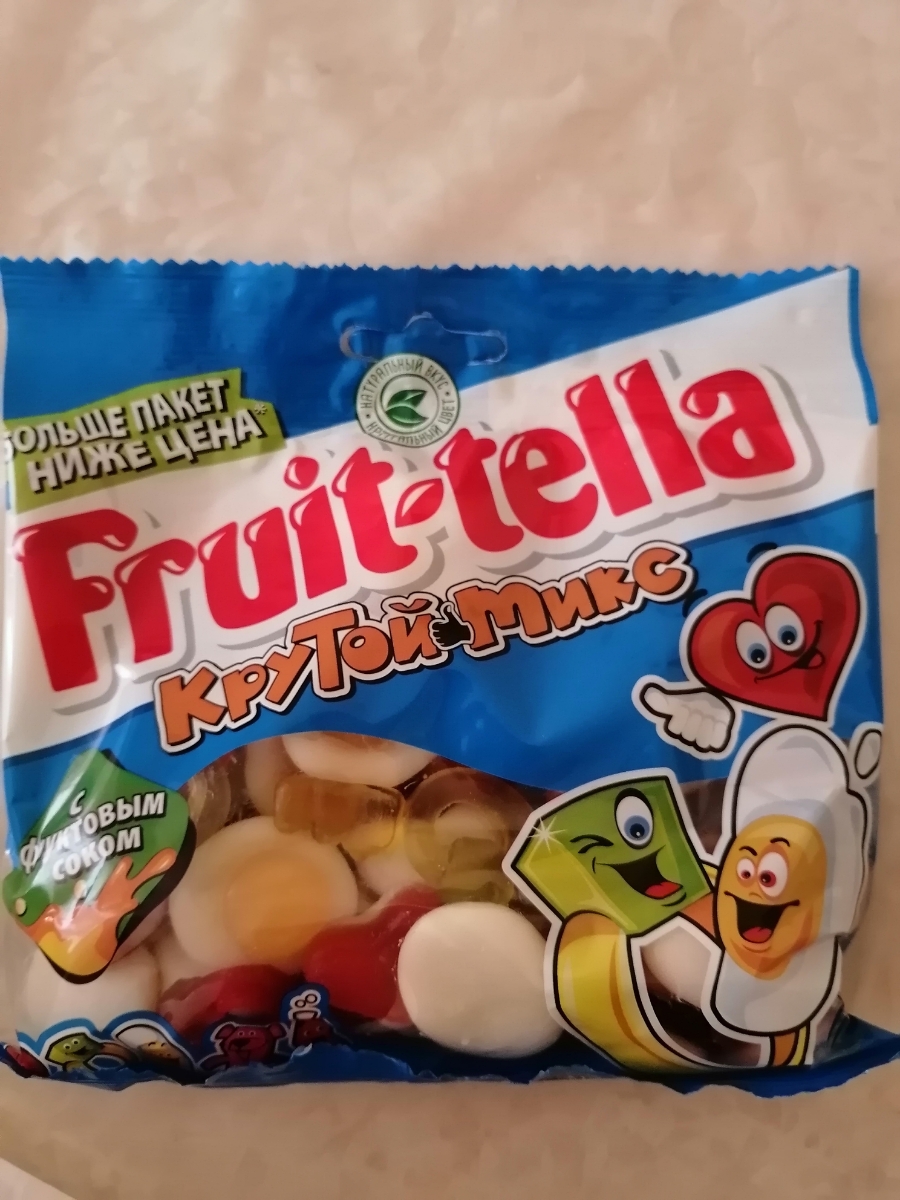 БОЛЬШЕ ПАКЕТ
НИЖЕ ЦЕНА*
НАТУРАЛЬНЫЙ ВКУС
НАТУРАЛЬНЫЙ ЦВЕТ
Fruit-tella
Крутой микс
С
фруктовым
соком